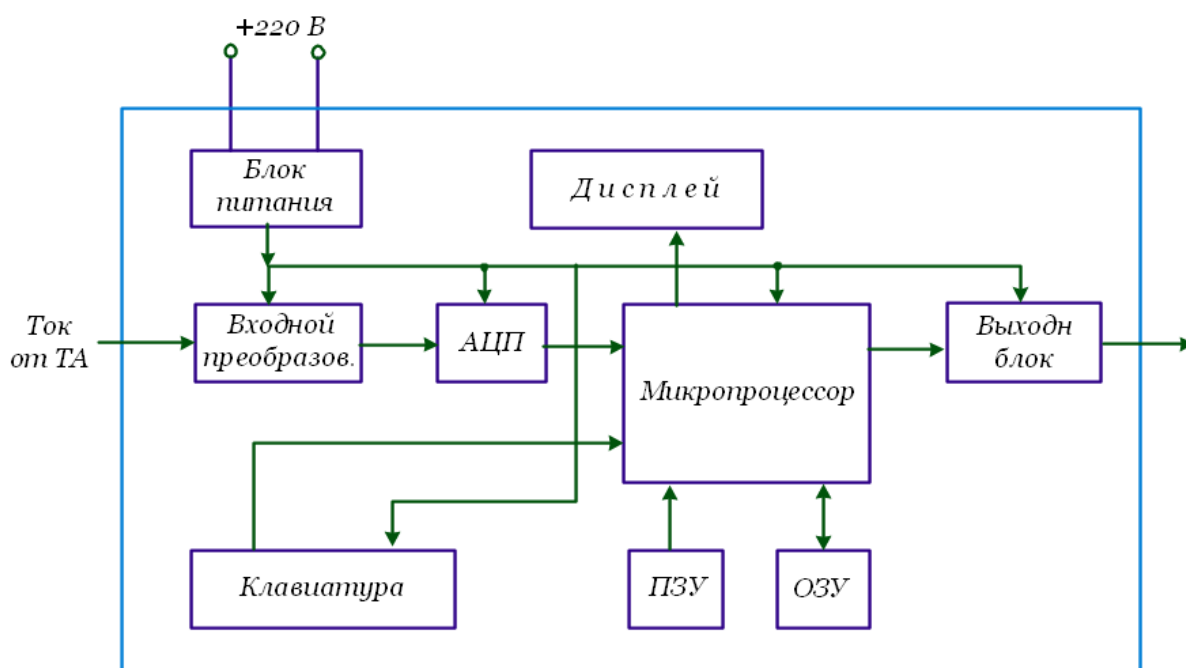 +220 В
Блок
питания
Дисплей
Ток
от ТА
Входной
преобразов.
АЦП
Микропроцессор
Выходн
блок
Клавиатура
ПЗУ
ОЗУ